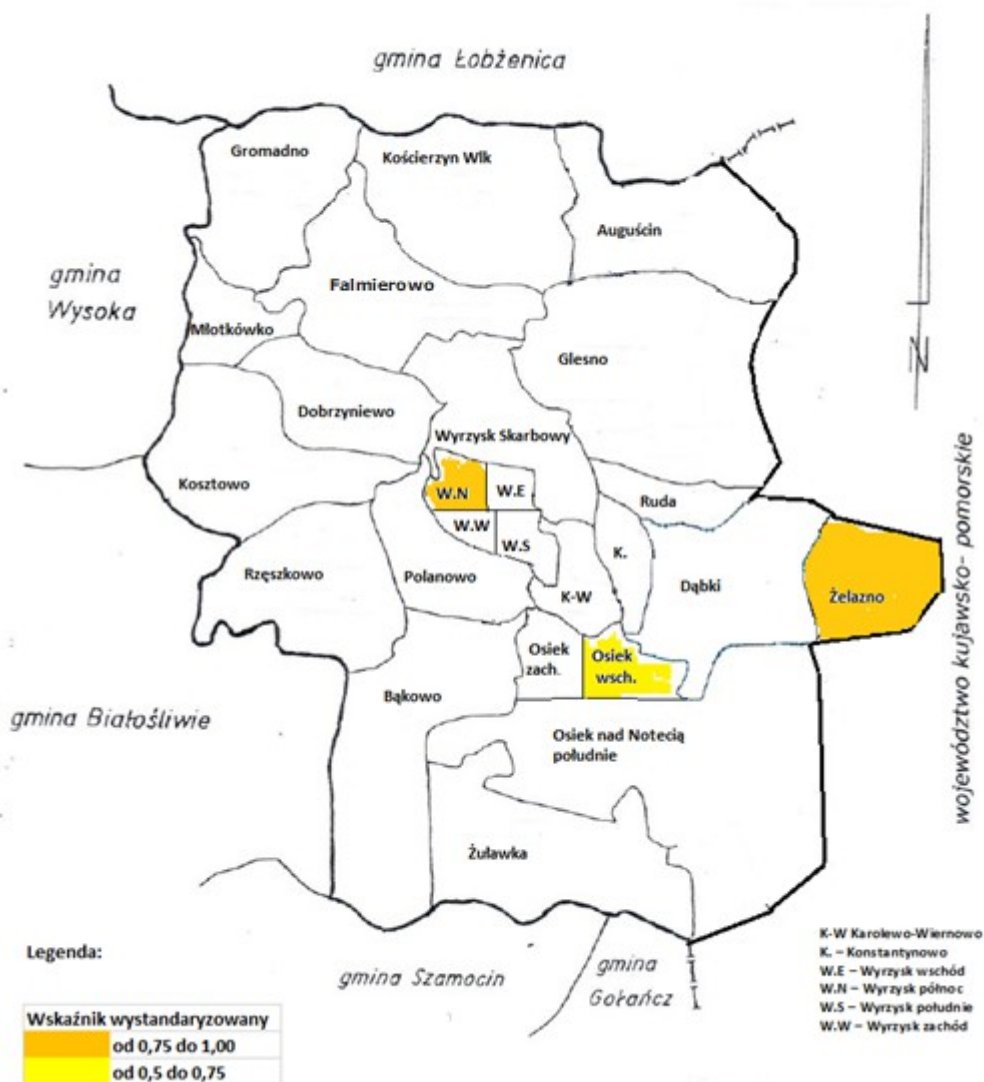 gmina Łobżenica
Gromadno
Kościerzyn Wlk
Auguścin
gmina
Wysoka
Falmierowo
Młotkówko
Glesno
N
Dobrzyniewo
Wyrzysk Skarbowy
Kosztowo
W.N
W.E
Ruda
W.W
W.S
K.
Rzęszkowo
Polanowo
K-W
Dąbki
Żelazno
województwo kujawsko- pomorskie
Osiek
zach.
Osiek
wsch.
Bąkowo
gmina Białośliwie
Osiek nad Notecią
południe
Żuławka
Legenda:
gmina Szamocin
gmina
Gołańcz
K-W Karolewo-Wiernowo
K. – Konstantynowo
W.E – Wyrzysk wschód
W.N – Wyrzysk północ
W.S – Wyrzysk południe
W.W – Wyrzysk zachód
Wskaźnik wystandaryzowany
od 0,75 do 1,00
od 0,5 do 0,75